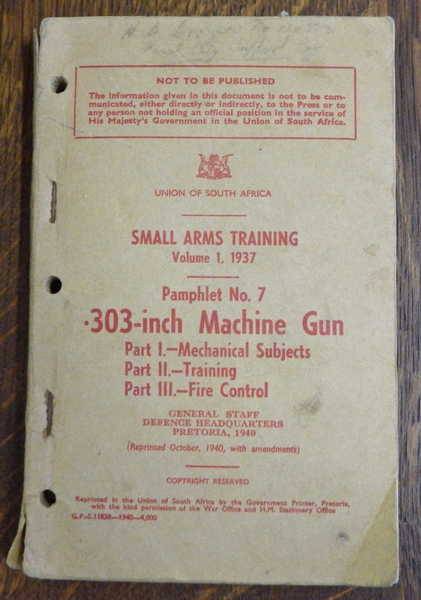 NOT TO BE PUBLISHED
The information given in this document is not to be com-
municated, either directly or indirectly, to the Press or to
any person not holding an official position in the service of
His Majesty's Government in the Union of South Africa.
UNION OF SOUTH AFRICA
SMALL ARMS TRAINING
Volume 1, 1937
Pamphlet No. 7
·303-inch Machine Gun
Part I.—Mechanical Subjects
Part II.—Training
Part III.—Fire Control
GENERAL STAFF
DEFENCE HEADQUARTERS
PRETORIA, 1940
(Reprinted October, 1940, with amendments)
COPYRIGHT RESERVED
Reprinted in the Union of South Africa by the Government Printer, Pretoria,
with the kind permission of the War Office and H.M. Stationery Office